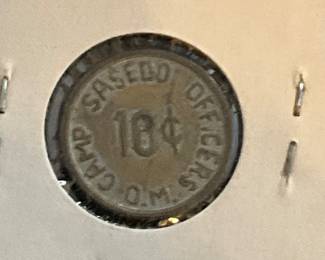 CAMP SASEBO OFFICERS
10¢
O.M.